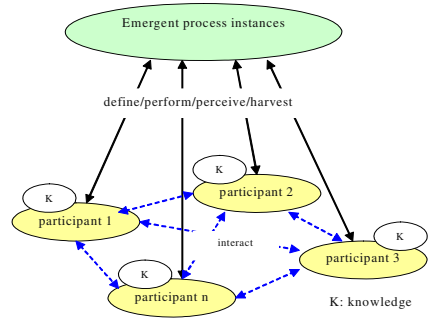 Emergent process instances
define/perform/perceive/harvest
K
participant 2
K
participant 1
interact
K
participant 3
K
participant n
K: knowledge